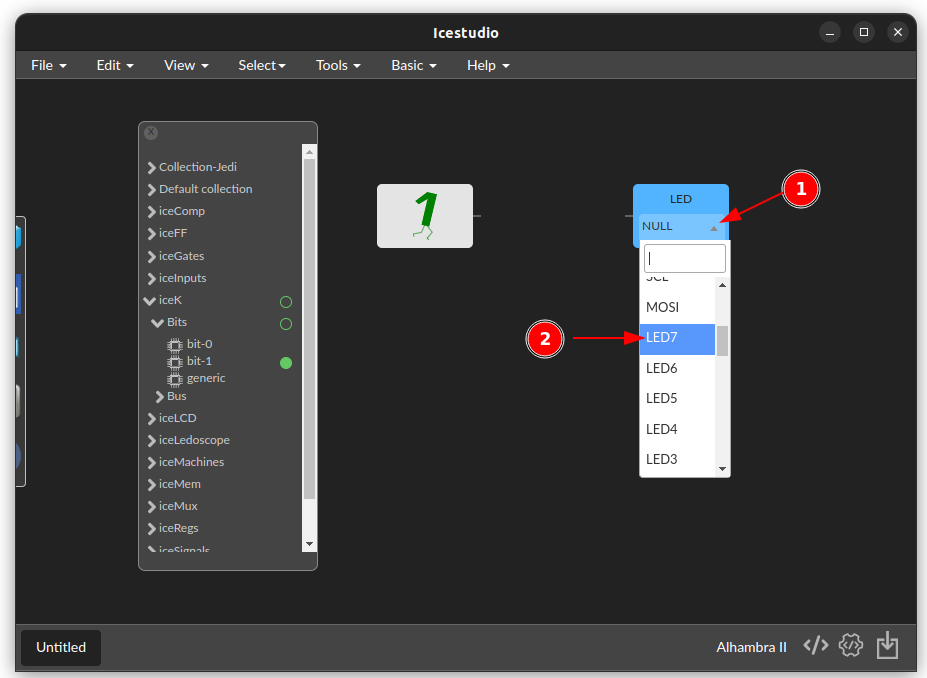 Icestudio
File Edit View Select Tools Basic Help
x
Collection-Jedi
Default collection
iceComp
iceFF
iceGates
iceInputs
iceK
Bits
bit-0
bit-1
generic
Bus
iceLCD
iceLedoscope
iceMachines
iceMem
iceMux
iceRegs
iceSignals
1
LED
NULL
1
SCL
MOSI
2
LED7
LED6
LED5
LED4
LED3
Untitled
Alhambra II </>